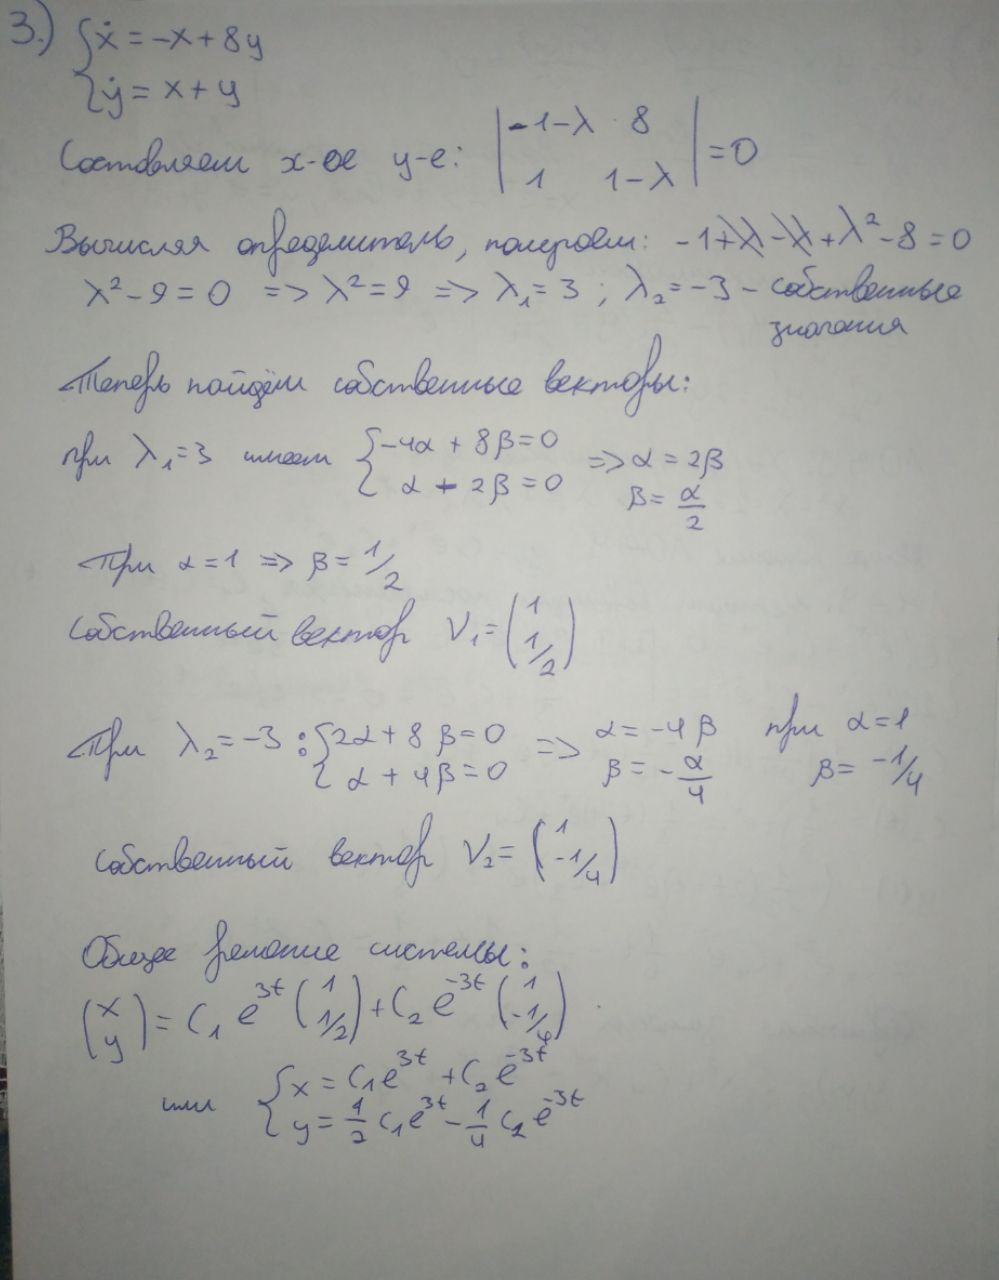 3.) {ẋ = -x + 8y
{ẏ = x + y
Составляем х-ое у-е: |-1-λ 8| = 0
|1 1-λ|
Вычисляя определитель, получаем: -1+λ-λ+λ²-8=0
λ²-9=0 => λ²=9 => λ₁=3 ; λ₂=-3 - собственные
значения
Теперь найдём собственные векторы:
при λ₁=3 имеем {-4α + 8β=0
{α - 2β=0 => α=2β
β=α/2
При α=1 => β=1/2
Собственный вектор V₁=(1
1/2)
При λ₂=-3 : {2α+8β=0
{α+4β=0 => α=-4β
β=-α/4 при α=1
β=-1/4
Собственный вектор V₂=(1
-1/4)
Общее решение системы:
(x
y) = C₁ e^3t (1
1/2) + C₂ e^-3t (1
-1/4)
или {x = C₁e^3t + C₂e^-3t
{y = 1/2 C₁e^3t - 1/4 C₂e^-3t